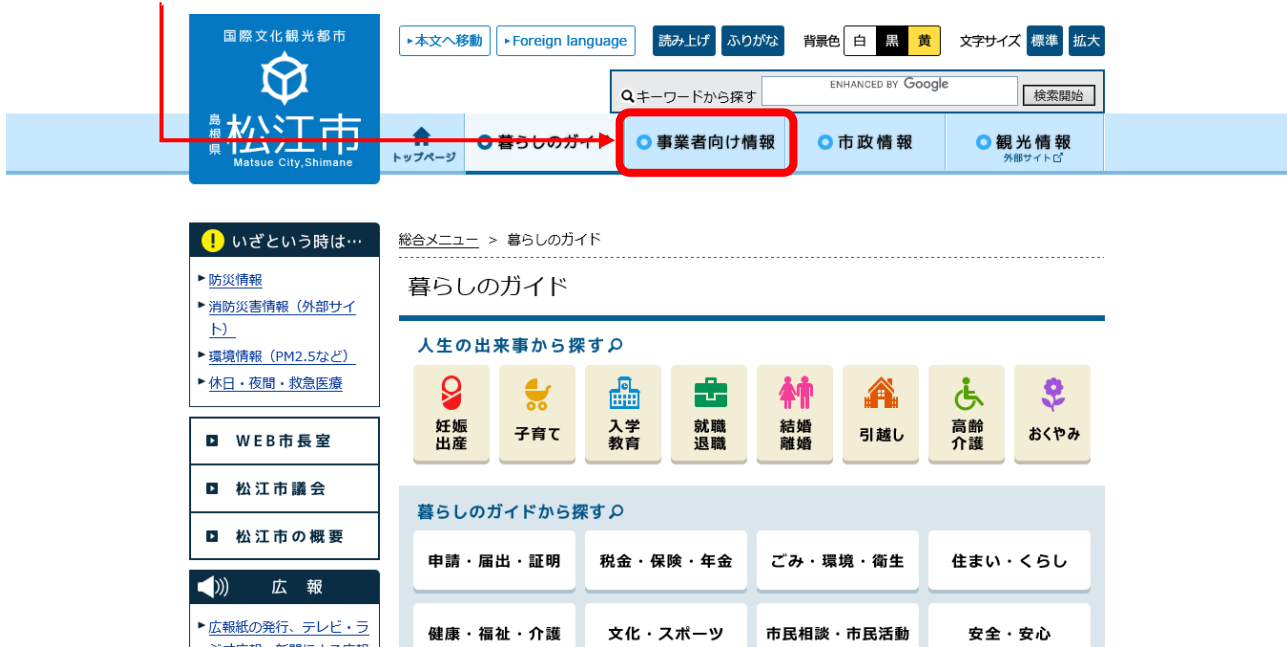 国際文化観光都市
島根県
松江市
Matsue City,Shimane
本文へ移動
Foreign language
読み上げ
ふりがな
背景色 白 黒 黄
文字サイズ 標準 拡大
キーワードから探す
ENHANCED BY Google
検索開始
トップページ
暮らしのガイド
事業者向け情報
市政情報
観光情報
外部サイト
いざという時は…
防災情報
消防災害情報（外部サイ
ト）
環境情報（PM2.5など）
休日・夜間・救急医療
WEB市長室
松江市議会
松江市の概要
広報
広報紙の発行、テレビ・ラ
総合メニュー > 暮らしのガイド
暮らしのガイド
人生の出来事から探す
妊娠
出産
子育て
入学
教育
就職
退職
結婚
離婚
引越し
高齢
介護
おくやみ
暮らしのガイドから探す
申請・届出・証明
税金・保険・年金
ごみ・環境・衛生
住まい・くらし
健康・福祉・介護
文化・スポーツ
市民相談・市民活動
安全・安心